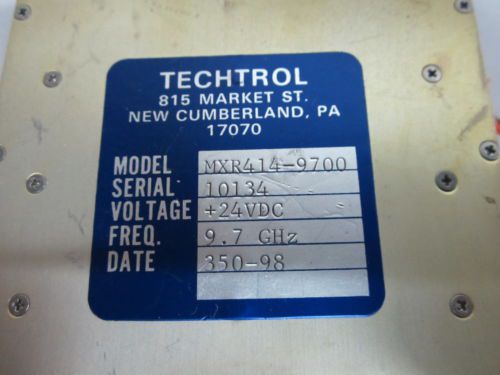 TECHTROL
815 MARKET ST.
NEW CUMBERLAND, PA
17070
MODEL MXR414-9700
SERIAL 10134
VOLTAGE +24VDC
FREQ. 9.7 GHz
DATE 350-98